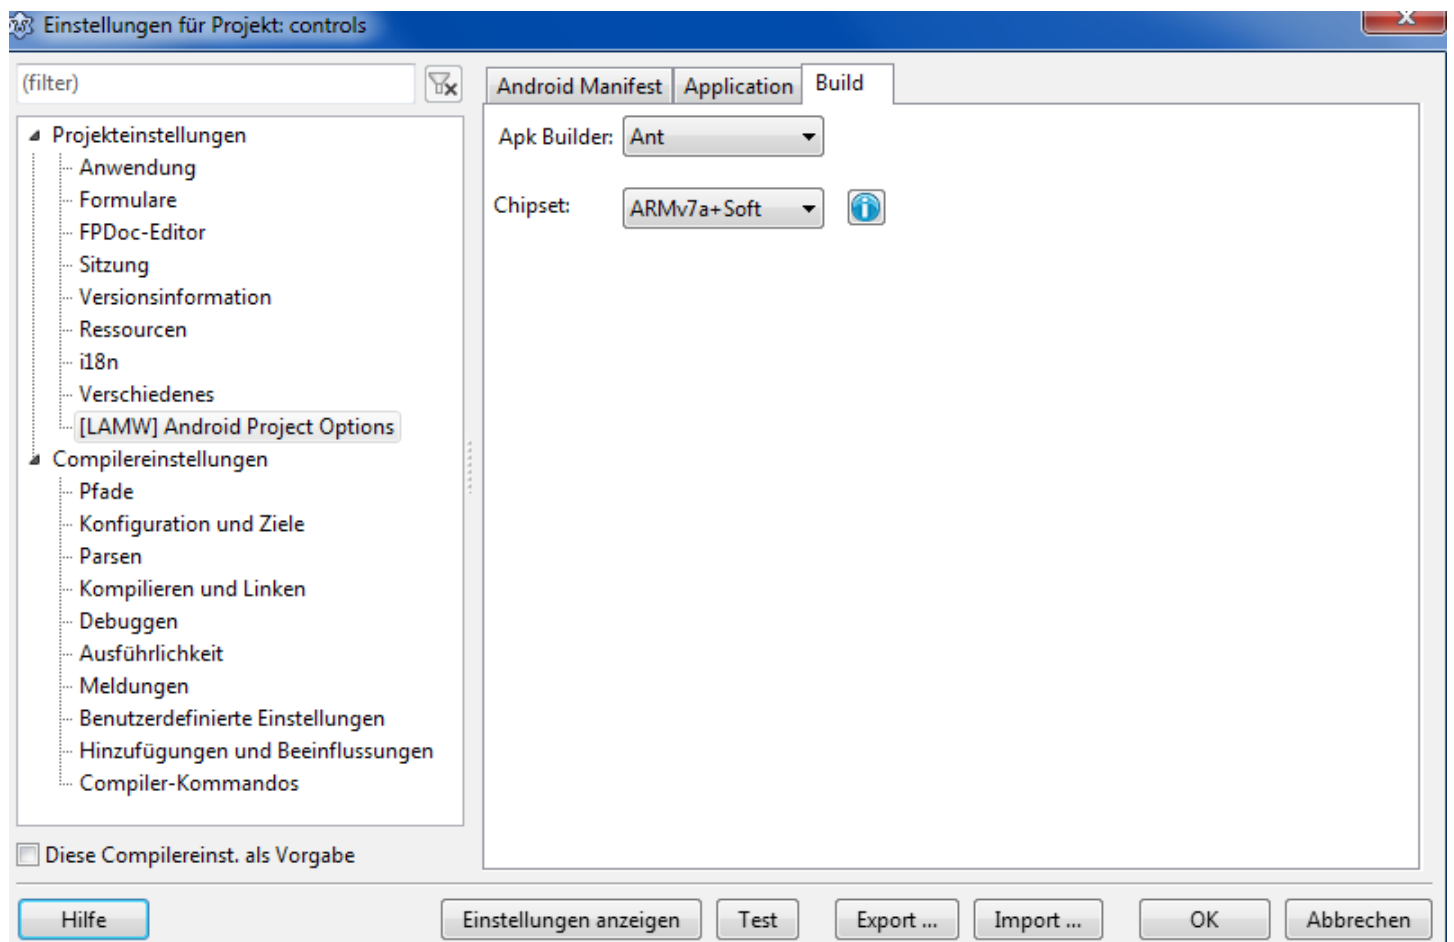 Einstellungen für Projekt: controls
(filter)
Projekteinstellungen
Anwendung
Formulare
FPDoc-Editor
Sitzung
Versionsinformation
Ressourcen
i18n
Verschiedenes
[LAMW] Android Project Options
Compilereinstellungen
Pfade
Konfiguration und Ziele
Parsen
Kompilieren und Linken
Debuggen
Ausführlichkeit
Meldungen
Benutzerdefinierte Einstellungen
Hinzufügungen und Beeinflussungen
Compiler-Kommandos
Diese Compilereinst. als Vorgabe
Android Manifest Application Build
Apk Builder: Ant
Chipset: ARMv7a+Soft
Hilfe Einstellungen anzeigen Test Export ... Import ... OK Abbrechen